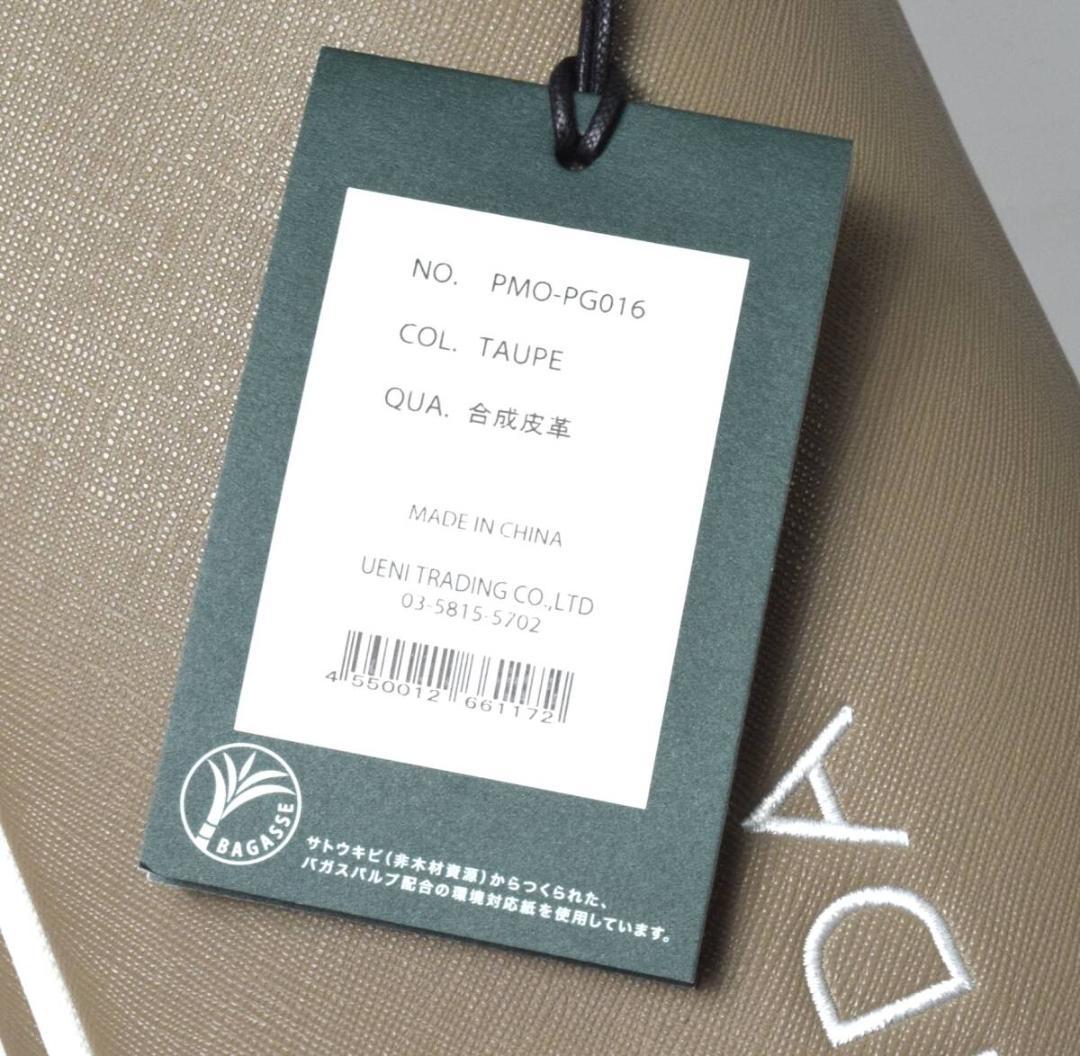 NO. PMO-PG016
COL. TAUPE
QUA. 合成皮革
MADE IN CHINA
UENI TRADING CO.,LTD
03-5815-5702
4 550012 661172
BAGASSE
サトウキビ(非木材資源)からつくられた、
バガスパルプ配合の環境対応紙を使用しています。
DA